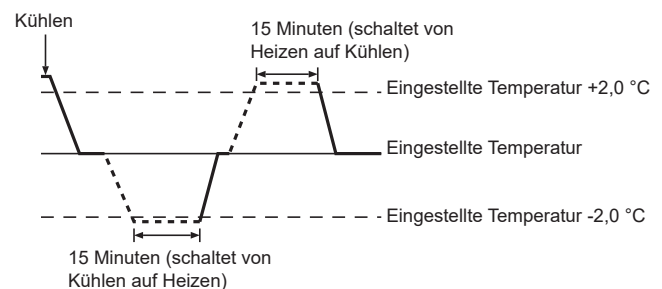 Kühlen
15 Minuten (schaltet von
Heizen auf Kühlen)
Eingestellte Temperatur +2,0 °C
Eingestellte Temperatur
Eingestellte Temperatur -2,0 °C
15 Minuten (schaltet von
Kühlen auf Heizen)